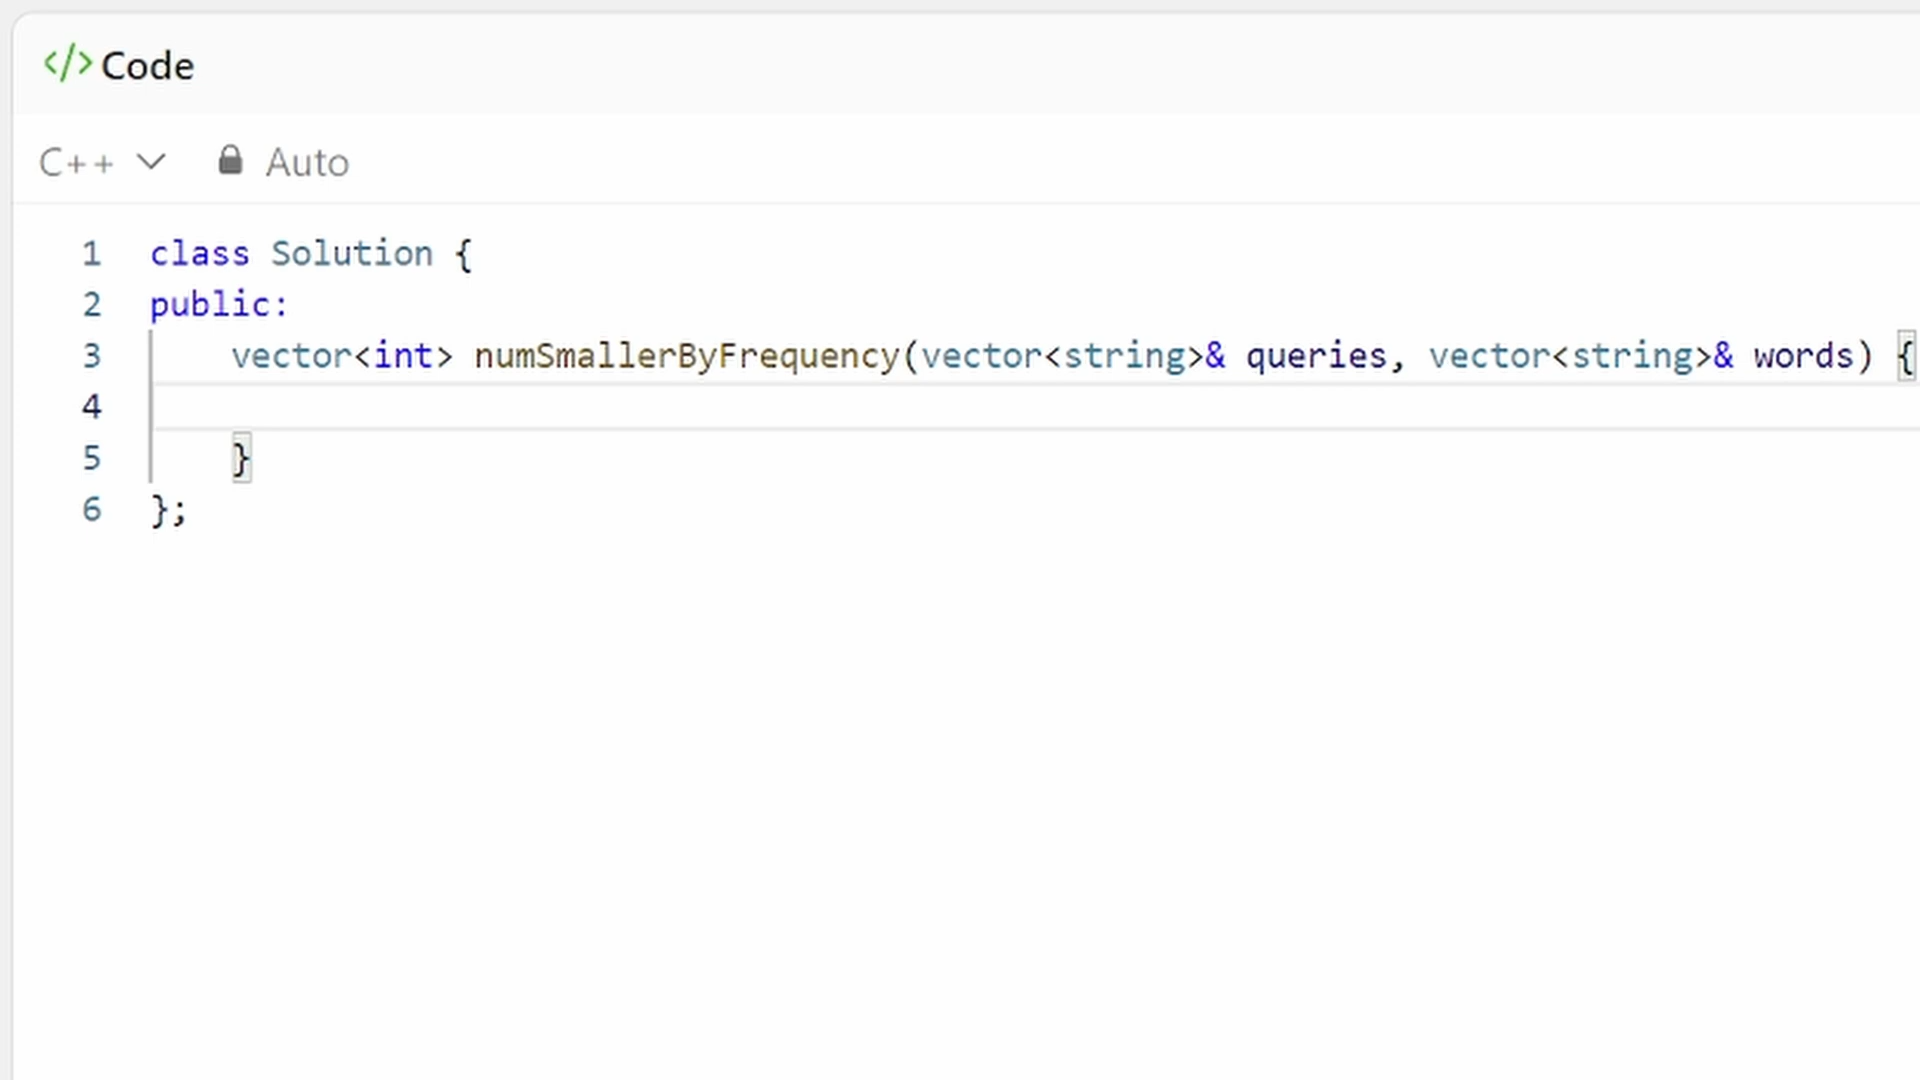 </> Code
C++ Auto
1 class Solution {
2 public:
3 vector<int> numSmallerByFrequency(vector<string>& queries, vector<string>& words) {
4
5 }
6 };